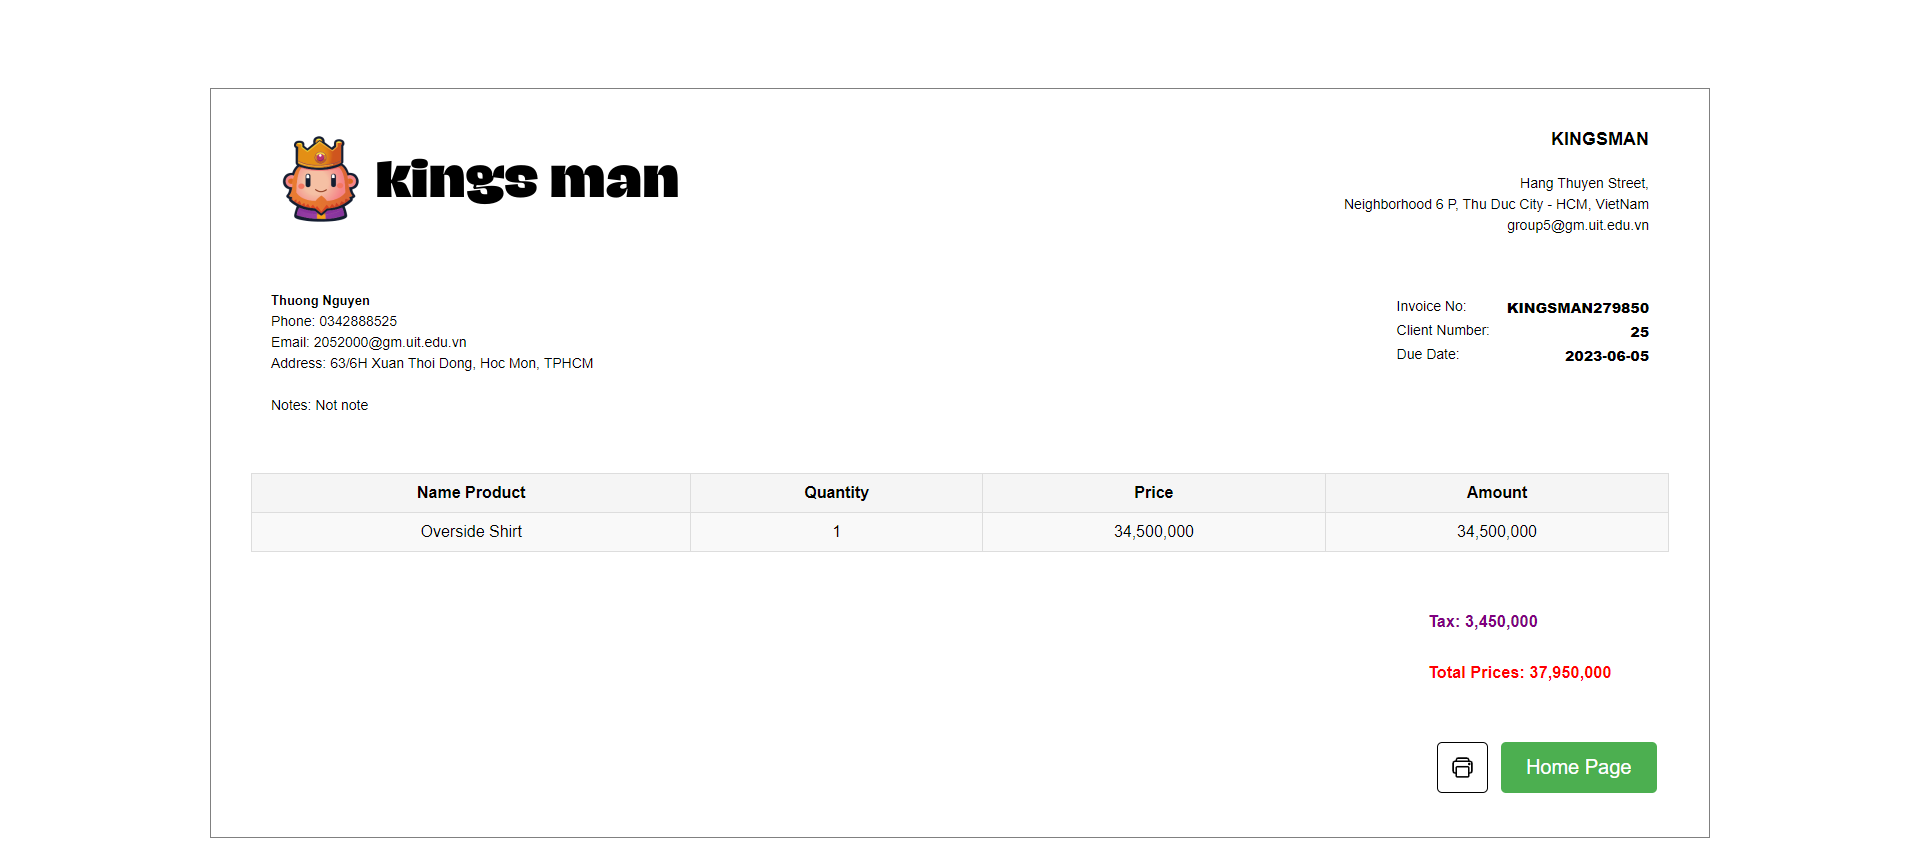 kings man
KINGSMAN
Hang Thuyen Street,
Neighborhood 6 P, Thu Duc City - HCM, VietNam
group5@gm.uit.edu.vn
Thuong Nguyen
Phone: 0342888525
Email: 2052000@gm.uit.edu.vn
Address: 63/6H Xuan Thoi Dong, Hoc Mon, TPHCM
Notes: Not note
Invoice No: KINGSMAN279850
Client Number: 25
Due Date: 2023-06-05
Name Product Quantity Price Amount
Overside Shirt 1 34,500,000 34,500,000
Tax: 3,450,000
Total Prices: 37,950,000
Home Page